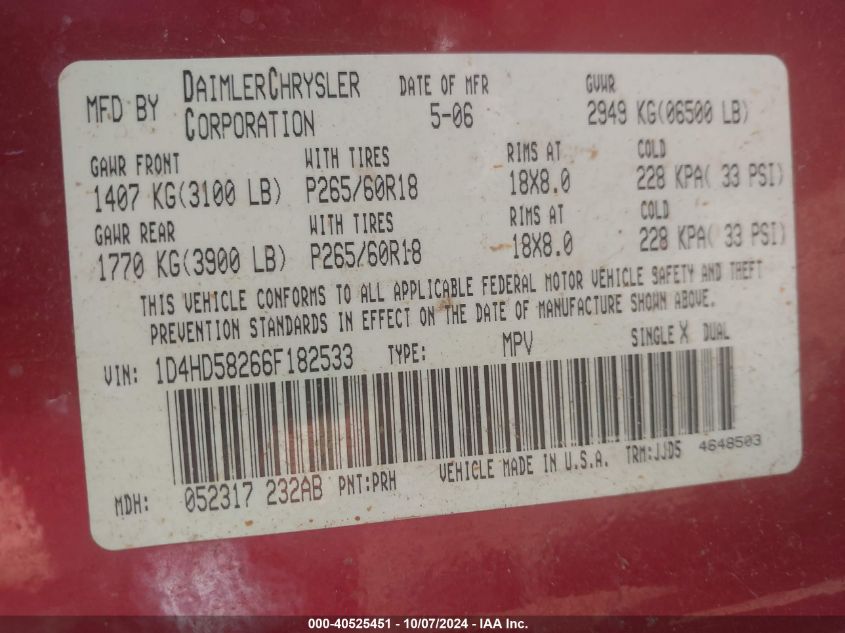 MFD BY DAIMLERCHRYSLER CORPORATION DATE OF MFR 5-06 GVWR 2949 KG(06500 LB)
GAWR FRONT WITH TIRES RIMS AT COLD
1407 KG(3100 LB) P265/60R18 18X8.0 228 KPA( 33 PSI)
GAWR REAR WITH TIRES RIMS AT COLD
1770 KG(3900 LB) P265/60R18 18X8.0 228 KPA( 33 PSI)
THIS VEHICLE CONFORMS TO ALL APPLICABLE FEDERAL MOTOR VEHICLE SAFETY AND THEFT
PREVENTION STANDARDS IN EFFECT ON THE DATE OF MANUFACTURE SHOWN ABOVE.
VIN: 1D4HD58266F182533 TYPE: MPV SINGLE X DUAL
MDH: 052317 232AB PNT:PRH VEHICLE MADE IN U.S.A. TRM:JJD5 4648503
000-40525451 - 10/07/2024 - IAA Inc.